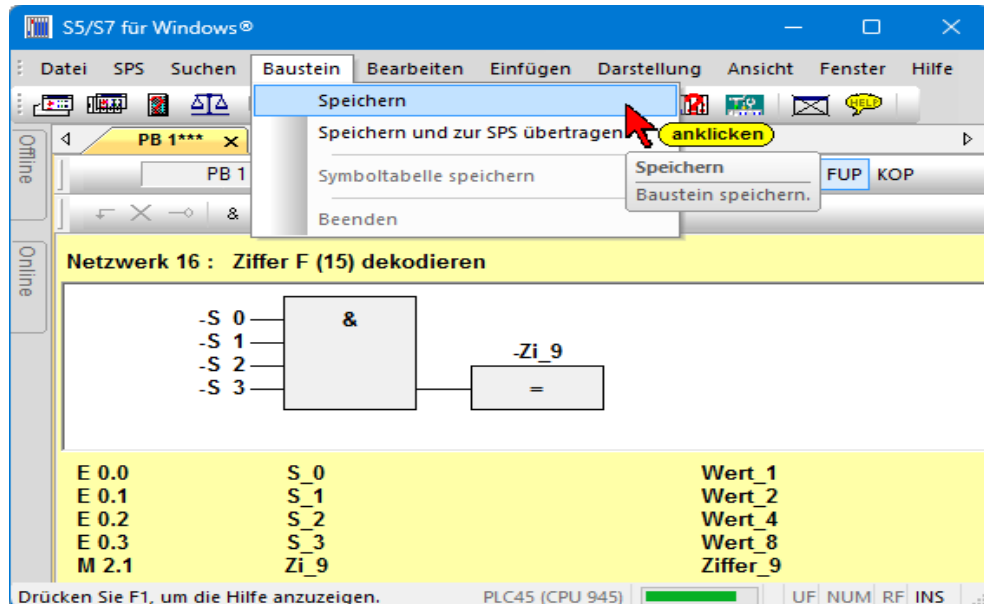 S5/S7 für Windows®
Datei SPS Suchen Baustein Bearbeiten Einfügen Darstellung Ansicht Fenster Hilfe
HELP
Speichern
Speichern und zur SPS übertragen
anklicken
Symboltabelle speichern
Beenden
Speichern
Baustein speichern.
Offline
Online
PB 1***
PB 1
FUP KOP
&
Netzwerk 16 : Ziffer F (15) dekodieren
-S 0
&
-S 1
-S 2
-Zi_9
-S 3
=
E 0.0 S_0 Wert_1
E 0.1 S_1 Wert_2
E 0.2 S_2 Wert_4
E 0.3 S_3 Wert_8
M 2.1 Zi_9 Ziffer_9
Drücken Sie F1, um die Hilfe anzuzeigen. PLC45 (CPU 945) UF NUM RF INS